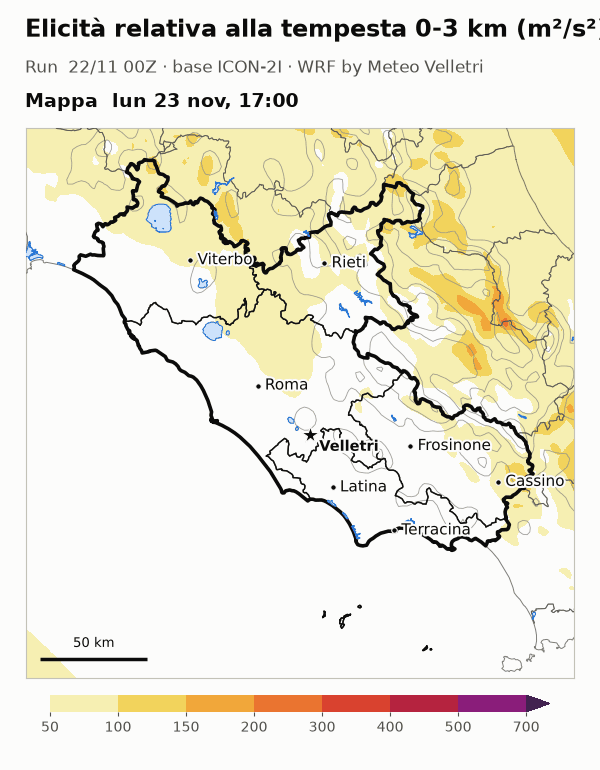 Elicità relativa alla tempesta 0-3 km (m²/s²)
Run 22/11 00Z · base ICON-2I · WRF by Meteo Velletri
Mappa lun 23 nov, 17:00
Viterbo
Rieti
Roma
Velletri
Frosinone
Cassino
Latina
Terracina
50 km
50 100 150 200 300 400 500 700